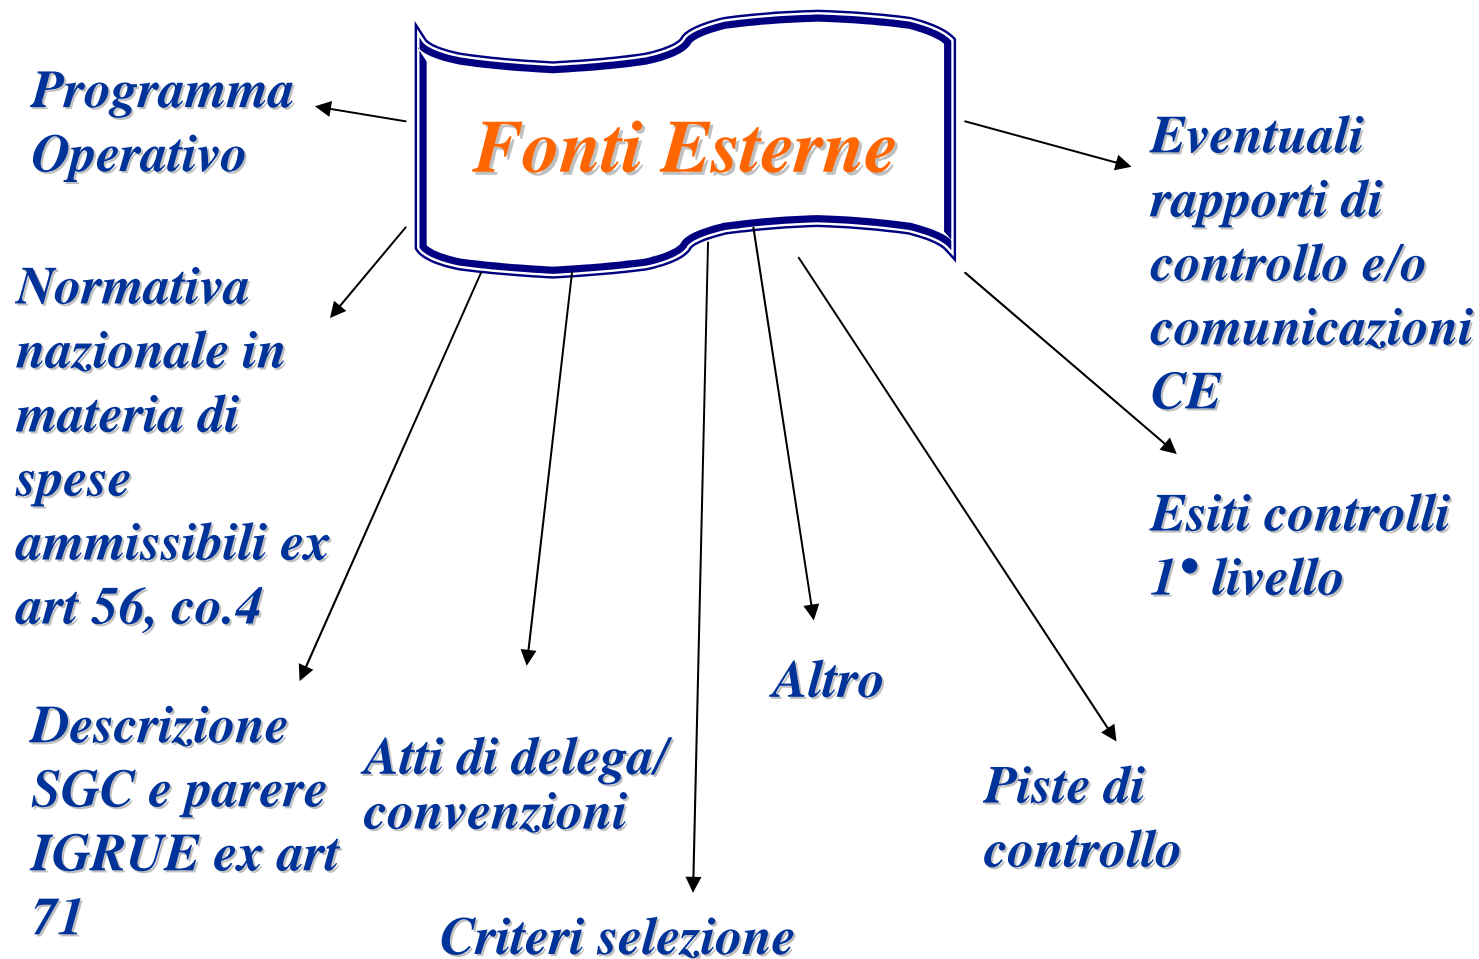 Fonti Esterne
Programma
Operativo
Normativa
nazionale in
materia di
spese
ammissibili ex
art 56, co.4
Descrizione
SGC e parere
IGRUE ex art
71
Atti di delega/
convenzioni
Criteri selezione
Altro
Piste di
controllo
Esiti controlli
1° livello
Eventuali
rapporti di
controllo e/o
comunicazioni
CE